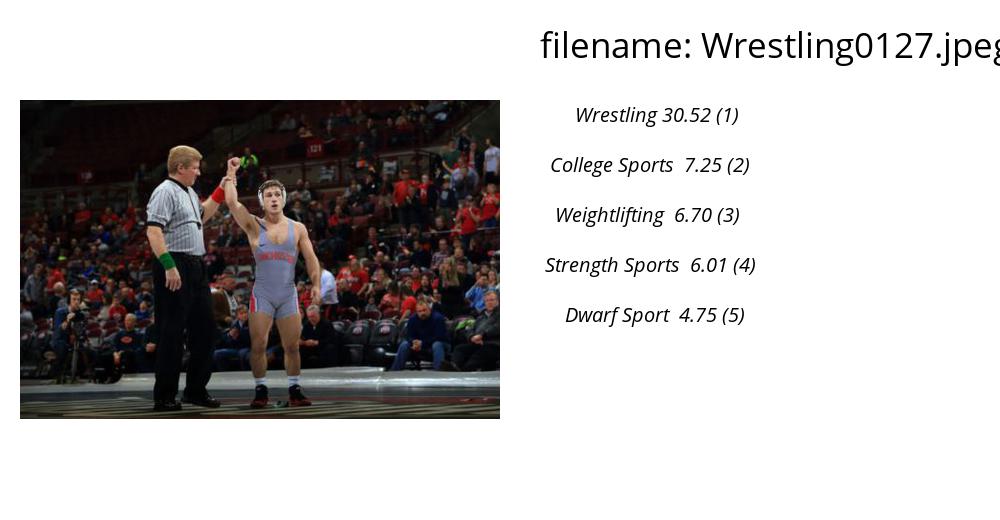 filename: Wrestling0127.jpeg
Wrestling 30.52 (1)
College Sports 7.25 (2)
Weightlifting 6.70 (3)
Strength Sports 6.01 (4)
Dwarf Sport 4.75 (5)
121